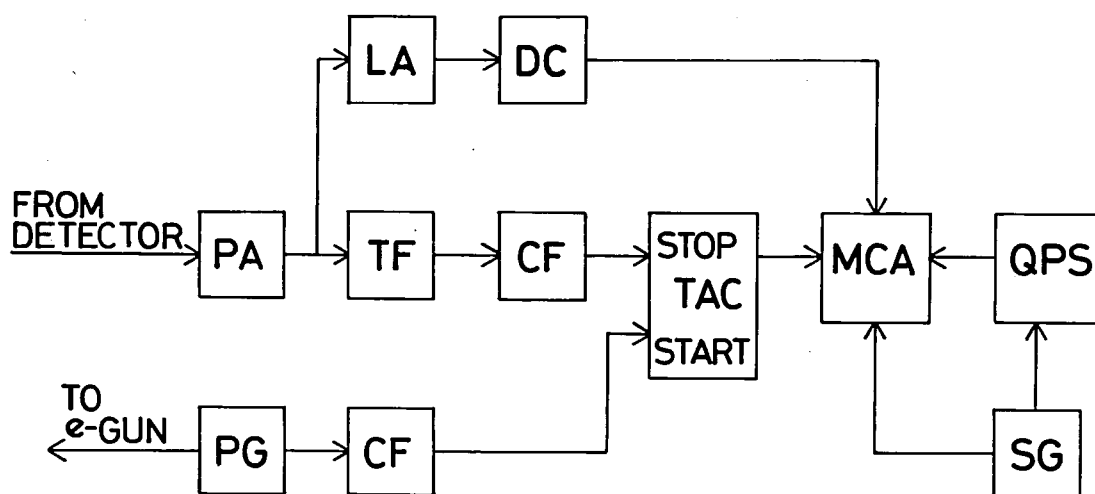 LA
DC
FROM
DETECTOR
PA
TF
CF
STOP
TAC
START
MCA
QPS
TO
e-GUN
PG
CF
SG